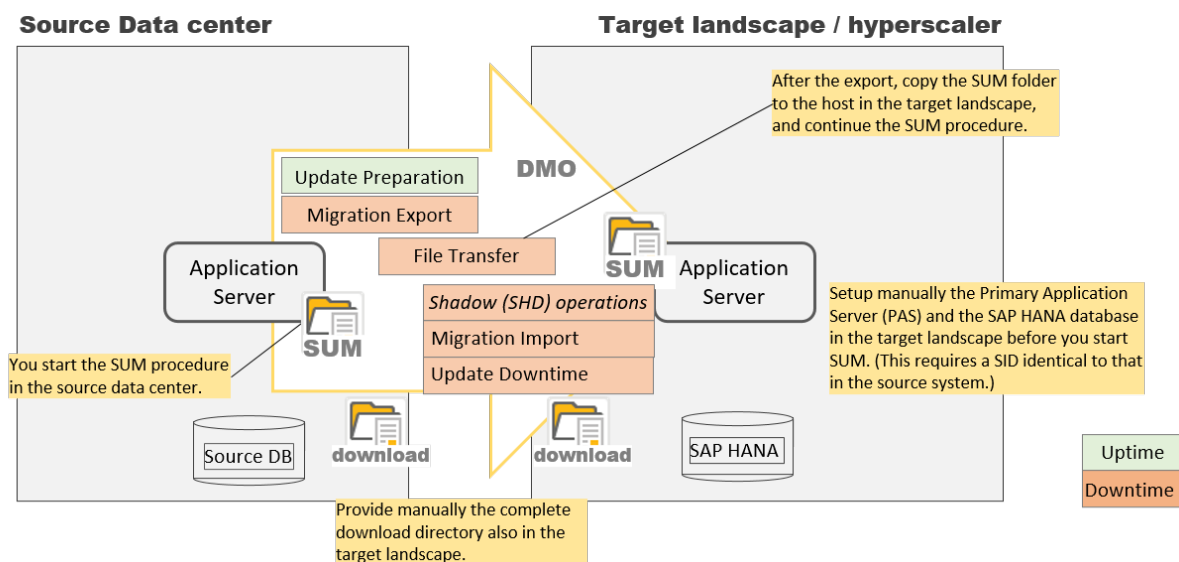 Source Data center
Target landscape / hyperscaler
After the export, copy the SUM folder
to the host in the target landscape,
and continue the SUM procedure.
DMO
Update Preparation
Migration Export
File Transfer
Application
Server
SUM
SUM
Application
Server
Shadow (SHD) operations
Migration Import
Update Downtime
Setup manually the Primary Application
Server (PAS) and the SAP HANA database
in the target landscape before you start
SUM. (This requires a SID identical to that
in the source system.)
You start the SUM procedure
in the source data center.
Source DB
download
download
SAP HANA
Uptime
Downtime
Provide manually the complete
download directory also in the
target landscape.